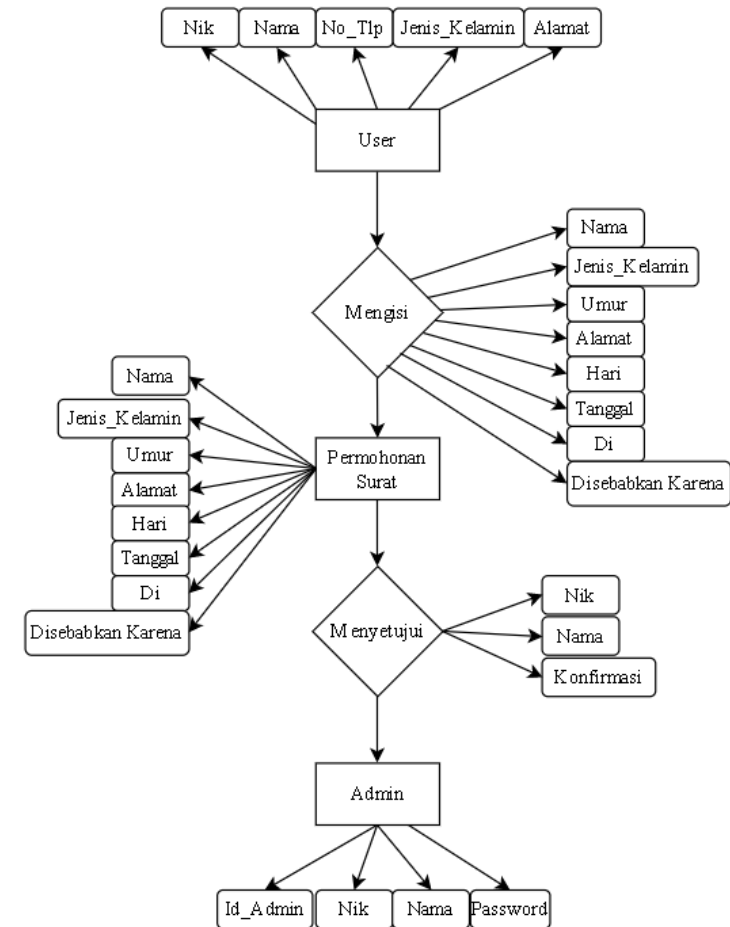 Nik
Nama
No_Tlp
Jenis_Kelamin
Alamat
User
Mengisi
Nama
Jenis_Kelamin
Umur
Alamat
Hari
Tanggal
Di
Disebabkan Karena
Permohonan
Surat
Nama
Jenis_Kelamin
Umur
Alamat
Hari
Tanggal
Di
Disebabkan Karena
Menyetujui
Nik
Nama
Konfirmasi
Admin
Id_Admin
Nik
Nama
Password